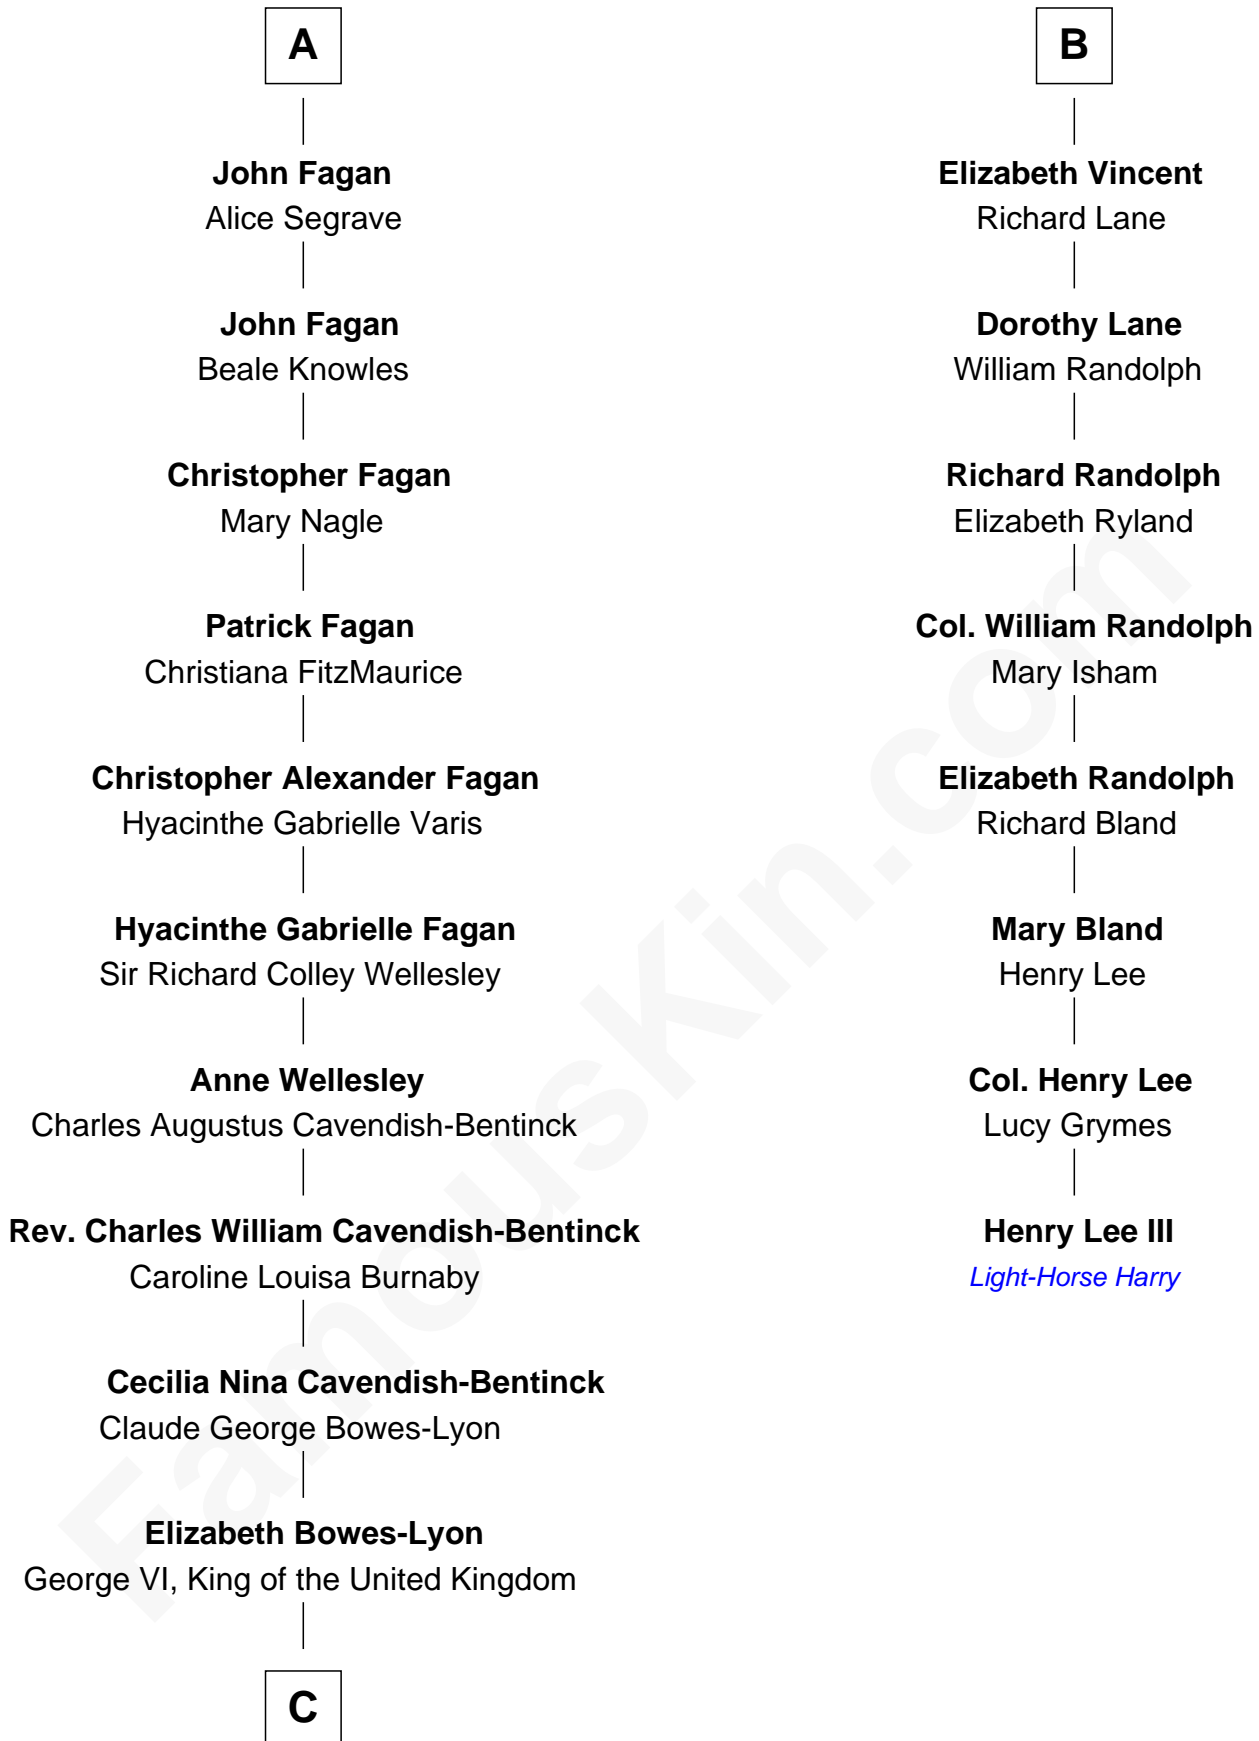 A
John Fagan
Alice Segrave
John Fagan
Beale Knowles
Christopher Fagan
Mary Nagle
Patrick Fagan
Christiana FitzMaurice
Christopher Alexander Fagan
Hyacinthe Gabrielle Varis
Hyacinthe Gabrielle Fagan
Sir Richard Colley Wellesley
Anne Wellesley
Charles Augustus Cavendish-Bentinck
Rev. Charles William Cavendish-Bentinck
Caroline Louisa Burnaby
Cecilia Nina Cavendish-Bentinck
Claude George Bowes-Lyon
Elizabeth Bowes-Lyon
George VI, King of the United Kingdom
C
B
Elizabeth Vincent
Richard Lane
Dorothy Lane
William Randolph
Richard Randolph
Elizabeth Ryland
Col. William Randolph
Mary Isham
Elizabeth Randolph
Richard Bland
Mary Bland
Henry Lee
Col. Henry Lee
Lucy Grymes
Henry Lee III
Light-Horse Harry
FamousKin.com